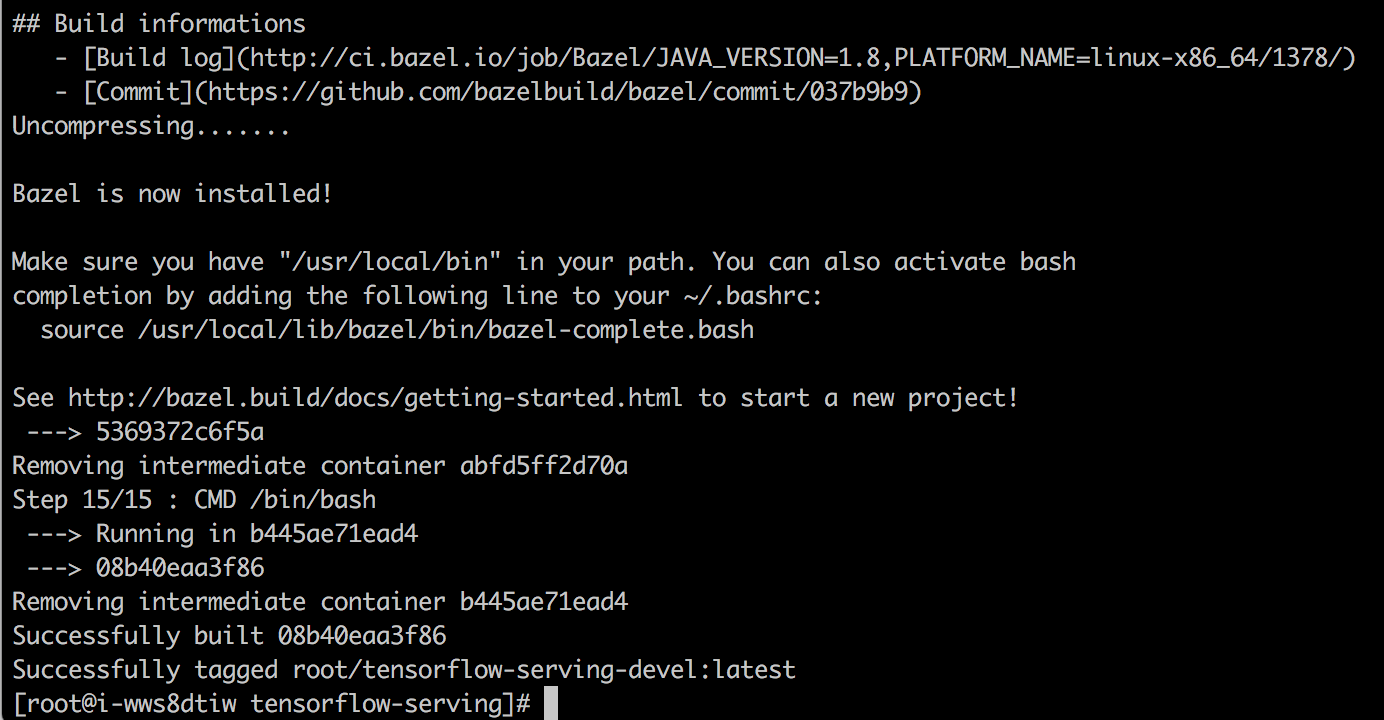 ## Build informations
   - [Build log](http://ci.bazel.io/job/Bazel/JAVA_VERSION=1.8,PLATFORM_NAME=linux-x86_64/1378/)
   - [Commit](https://github.com/bazelbuild/bazel/commit/037b9b9)
Uncompressing.......
Bazel is now installed!
Make sure you have "/usr/local/bin" in your path. You can also activate bash
completion by adding the following line to your ~/.bashrc:
  source /usr/local/lib/bazel/bin/bazel-complete.bash
See http://bazel.build/docs/getting-started.html to start a new project!
 ---> 5369372c6f5a
Removing intermediate container abfd5ff2d70a
Step 15/15 : CMD /bin/bash
 ---> Running in b445ae71ead4
 ---> 08b40eaa3f86
Removing intermediate container b445ae71ead4
Successfully built 08b40eaa3f86
Successfully tagged root/tensorflow-serving-devel:latest
[root@i-wws8dtiw tensorflow-serving]#